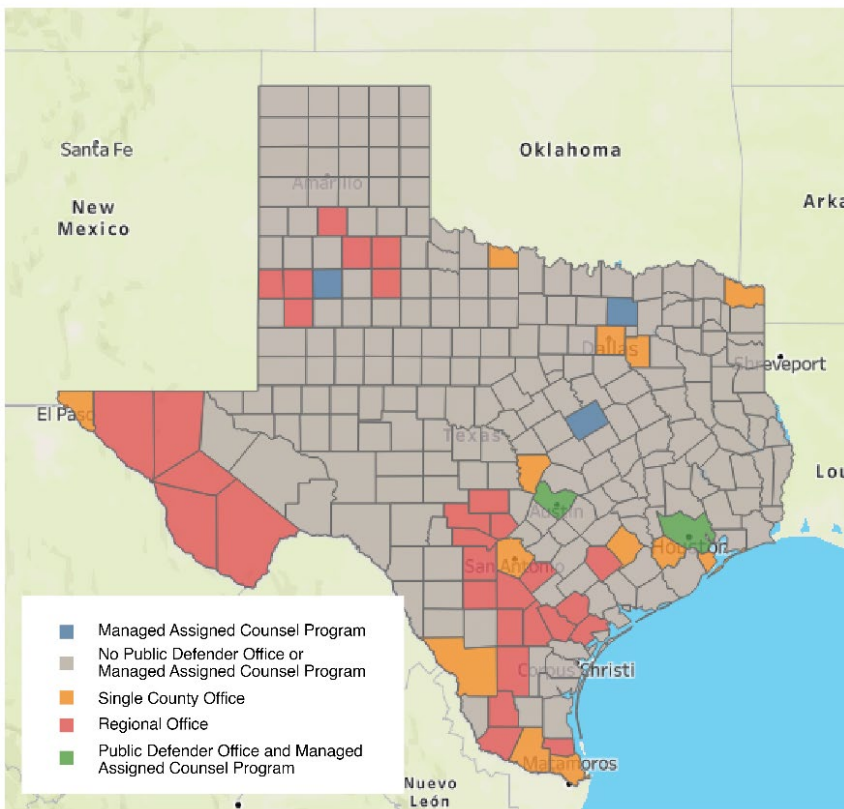 Santa Fe
Oklahoma
Amarillo
New
Mexico
Arka
Dallas
Shreveport
El Paso
Texas
Lou
Austin
Houston
San Antonio
Corpus Christi
Matamoros
Nuevo
León
Managed Assigned Counsel Program
No Public Defender Office or
Managed Assigned Counsel Program
Single County Office
Regional Office
Public Defender Office and Managed
Assigned Counsel Program